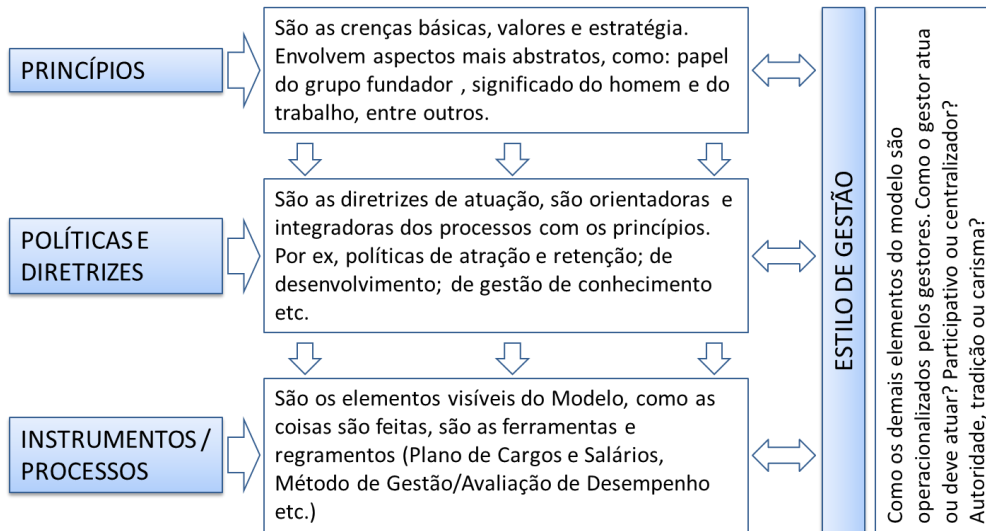 PRINCÍPIOS
São as crenças básicas, valores e estratégia.
Envolvem aspectos mais abstratos, como: papel
do grupo fundador , significado do homem e do
trabalho, entre outros.
POLÍTICAS E
DIRETRIZES
São as diretrizes de atuação, são orientadoras e
integradoras dos processos com os princípios.
Por ex, políticas de atração e retenção; de
desenvolvimento; de gestão de conhecimento
etc.
INSTRUMENTOS /
PROCESSOS
São os elementos visíveis do Modelo, como as
coisas são feitas, são as ferramentas e
regramentos (Plano de Cargos e Salários,
Método de Gestão/Avaliação de Desempenho
etc.)
ESTILO DE GESTÃO
Como os demais elementos do modelo são
operacionalizados pelos gestores. Como o gestor atua
ou deve atuar? Participativo ou centralizador?
Autoridade, tradição ou carisma?